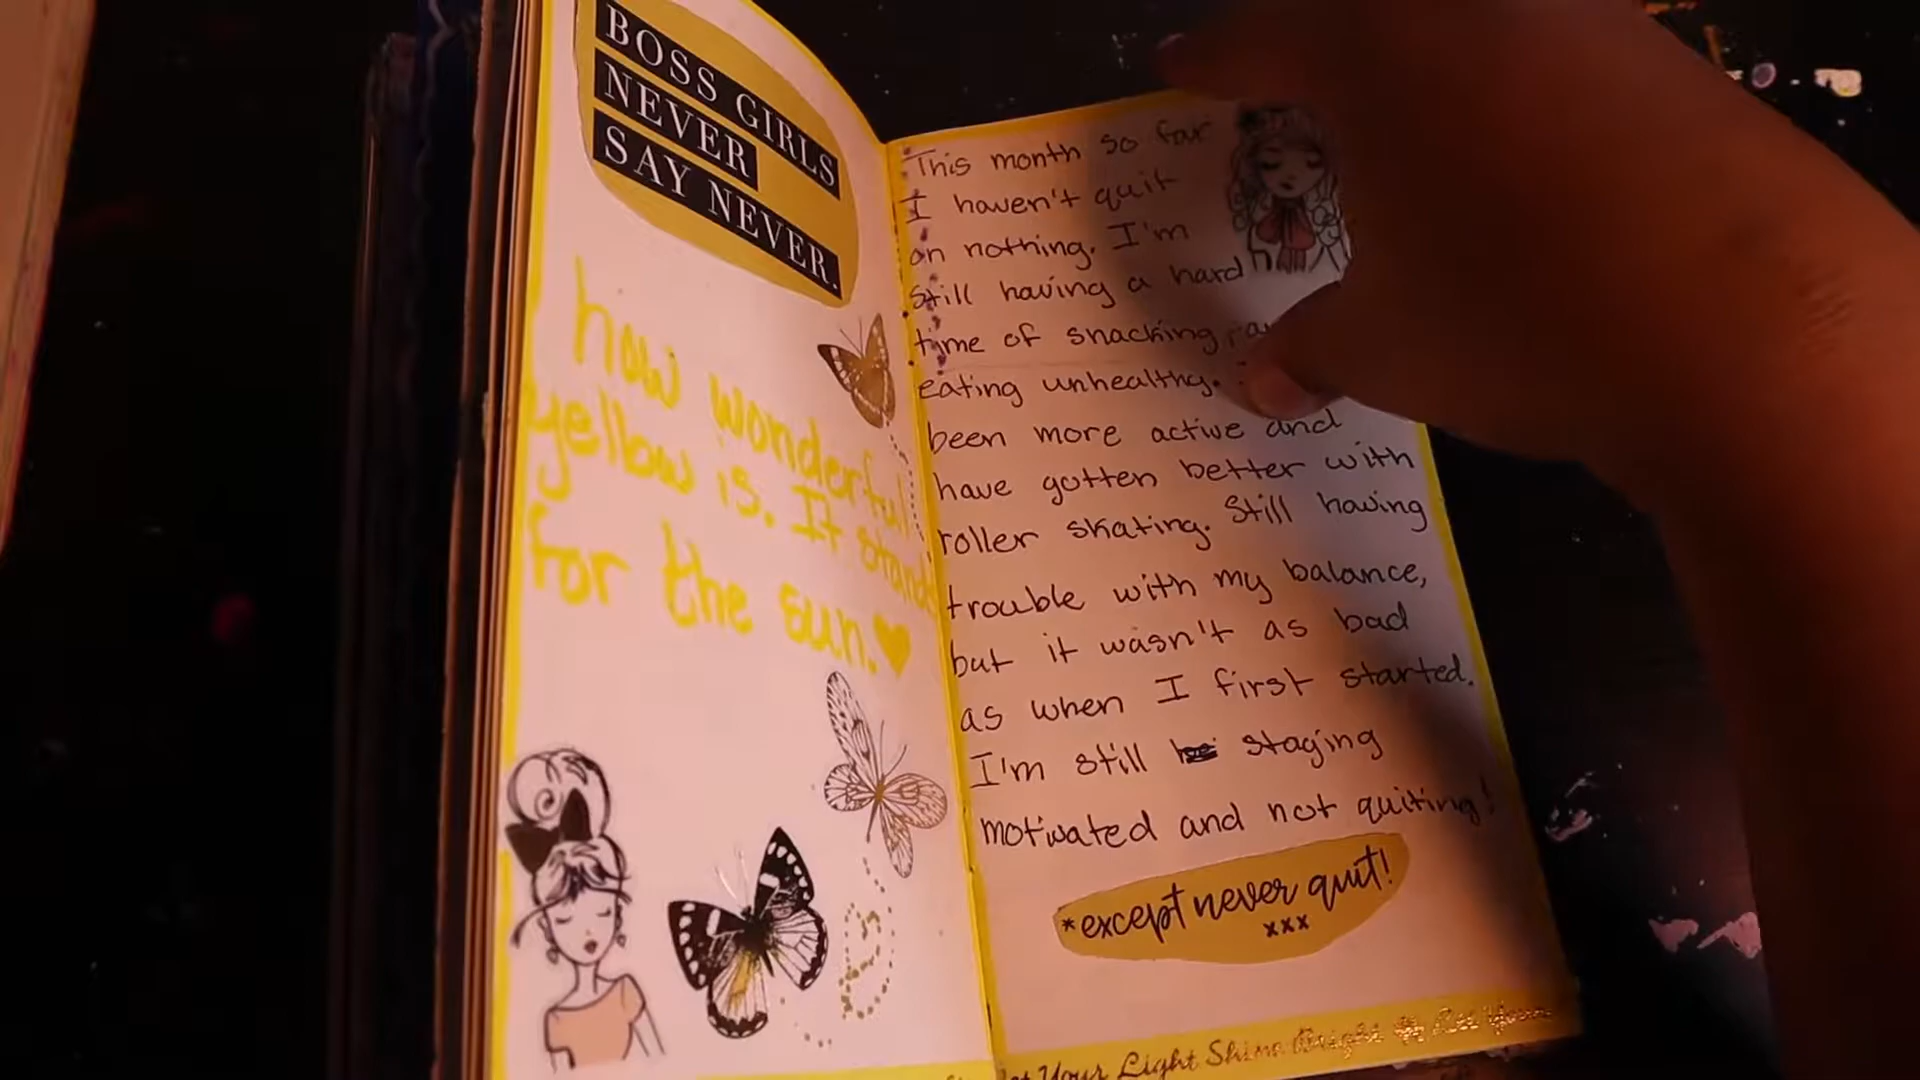 BOSS GIRLS
NEVER
SAY NEVER.
how wonderful
yellow is. It stands
for the sun.
This month so far
I haven't quit
on nothing. I'm
still having a hard
time of snacking
eating unhealthy.
been more active and
have gotten better with
roller skating. Still having
trouble with my balance,
but it wasn't as bad
as when I first started.
I'm still staying
motivated and not quiting!
*except never quit!
xxx
Your Light Shine Bright